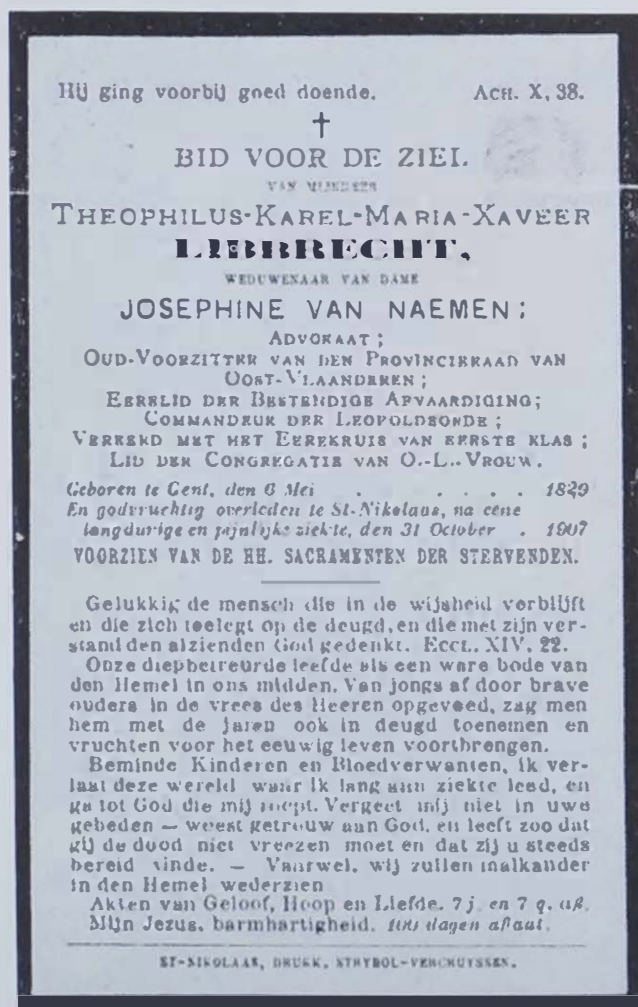 Hij ging voorbij goed doende. Act. X, 38.
†
BID VOOR DE ZIEL
VAN MIJNHEER
THEOPHILUS-KAREL-MARIA-XAVEER
LIBBRECHT,
WEDUWENAAR VAN DAME
JOSEPHINE VAN NAEMEN;
ADVOKAAT;
OUD-VOORZITTER VAN DEN PROVINCIERAAD VAN
OOST-VLAANDEREN;
EERELID DER BESTENDIGE AFVAARDIGING;
COMMANDEUR DER LEOPOLDSORDE;
VEREERD MET HET EEREKRUIS VAN EERSTE KLAS;
LID DER CONGREGATIE VAN O.-L.-VROUW.
Geboren te Gent, den 6 Mei . . . . . 1829
En godvruchtig overleden te St-Nikolaas, na eene
langdurige en pijnlijke ziekte, den 31 October . 1907
VOORZIEN VAN DE HH. SACRAMENTEN DER STERVENDEN.
Gelukkig de mensch die in de wijsheid verblijft
en die zich toelegt op de deugd, en die met zijn ver-
stand den alzienden God gedenkt. Eccl. XIV, 22.
Onze diepbetreurde leefde als een ware bode van
den Hemel in ons midden. Van jongs af door brave
ouders in de vrees des Heeren opgevoed, zag men
hem met de jaren ook in deugd toenemen en
vruchten voor het eeuwig leven voortbrengen.
Beminde Kinderen en Bloedverwanten, ik ver-
laat deze wereld waar ik lang aan ziekte leed, en
ga tot God die mij roept. Vergeet mij niet in uwe
gebeden — weest getrouw aan God, en leeft zoo dat
gij de dood niet vreezen moet en dat zij u steeds
bereid vinde. — Vaarwel, wij zullen malkander
in den Hemel wederzien
Akten van Geloof, Hoop en Liefde. 7 j. en 7 q. afl.
Mijn Jezus, barmhartigheid. 100 dagen aflaat.
ST-NIKOLAAS, DRUKK. STRYBOL-VERCRUYSSEN.